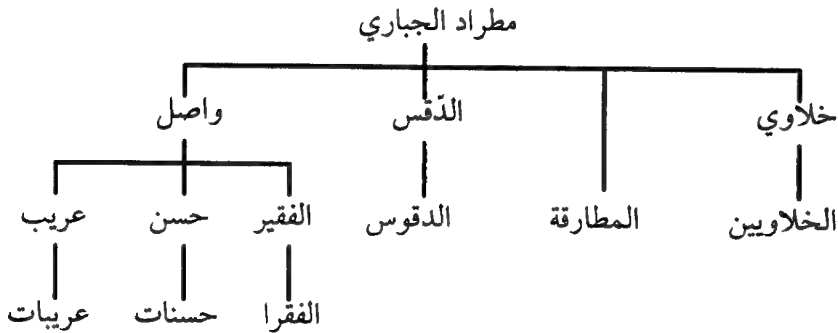 مطراد الجباري
خلاوي الدّقس واصل
الخلاويين المطارقة الدقوس الفقير حسن عريب
الفقرا حسنات عريبات